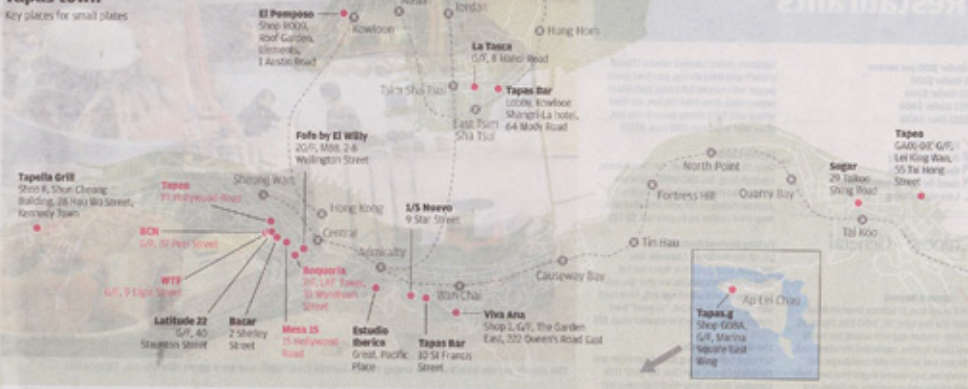 Key places for small plates
El Pomposo
Shop R009,
Roof Garden,
Elements,
1 Austin Road
Kowloon
Jordan
Hung Hom
La Tasca
G/F, 8 Hanoi Road
Tsim Sha Tsui
Tapas Bar
Lobby, Kowloon
Shangri-La hotel,
64 Mody Road
East Tsim
Sha Tsui
Fofo by El Willy
20/F, M88, 2-8
Wellington Street
Tapella Grill
Shop F, Shun Cheong
Building, 26 Hau Wo Street,
Kennedy Town
Tapeo
Hollywood Road
Sheung Wan
Hong Kong
Central
Admiralty
1/5 Nuevo
9 Star Street
BCN
G/F, Peel Street
WTF
G/F, 9 Elgin Street
Boqueria
LKF Tower,
33 Wyndham
Street
Latitude 22
G/F, 40
Staunton Street
Bacar
2 Shelley
Street
Mesa 15
15 Hollywood
Road
Estudio
Iberico
Great, Pacific
Place
Tapas Bar
10 St Francis
Street
Wan Chai
Viva Ana
Shop 1, G/F, The Garden
East, 222 Queen's Road East
Causeway Bay
Tin Hau
Fortress Hill
North Point
Quarry Bay
Sugar
29 Taikoo
Shing Road
Tai Koo
Tapeo
G/F,
Lei King Wan,
55 Tai Hong
Street
Ap Lei Chau
Tapas.g
Shop G08A,
G/F, Marina
Square East
Wing